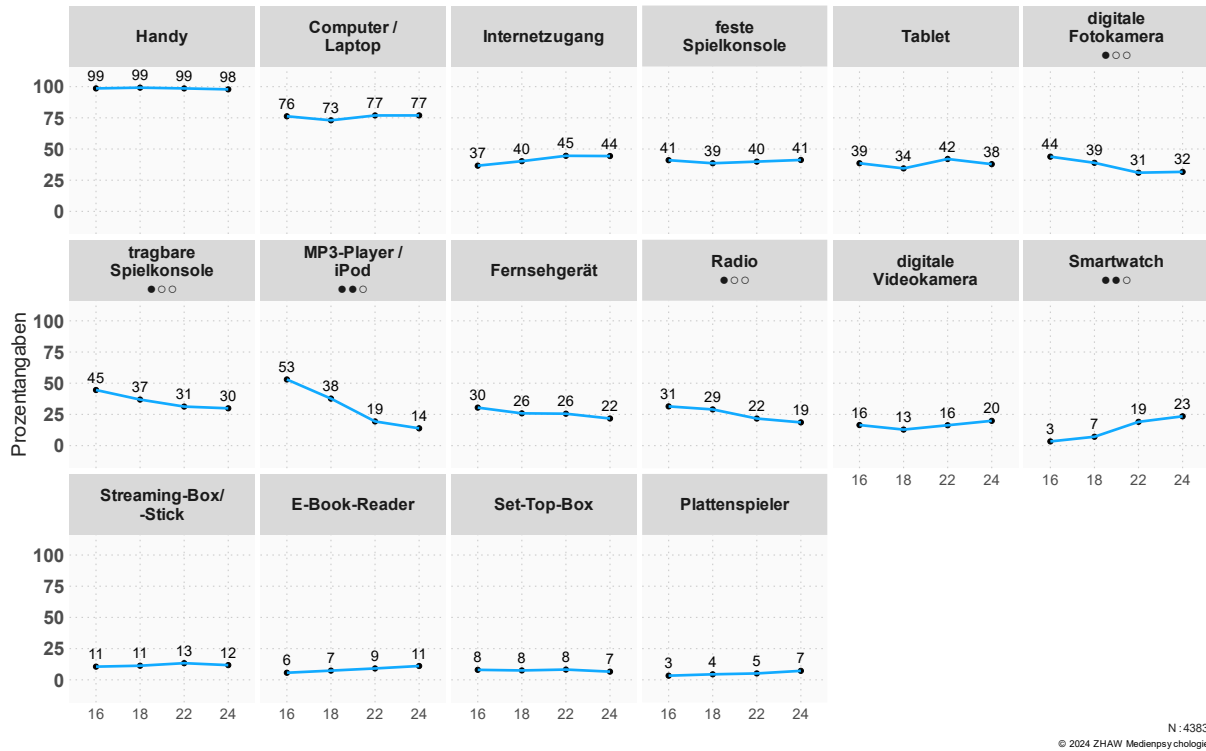 Handy
Computer /
Laptop
Internetzugang
feste
Spielkonsole
Tablet
digitale
Fotokamera
●○○
100
75
50
25
0
99 99 99 98
76 73 77 77
37 40 45 44
41 39 40 41
39 34 42 38
44 39 31 32
tragbare
Spielkonsole
●○○
MP3-Player /
iPod
●●○
Fernsehgerät
Radio
●○○
digitale
Videokamera
Smartwatch
●●○
Prozentangaben
100
75
50
25
0
45 37 31 30
53 38 19 14
30 26 26 22
31 29 22 19
16 13 16 20
3 7 19 23
16 18 22 24
16 18 22 24
Streaming-Box/
-Stick
E-Book-Reader
Set-Top-Box
Plattenspieler
100
75
50
25
0
11 11 13 12
6 7 9 11
8 8 8 7
3 4 5 7
16 18 22 24
16 18 22 24
16 18 22 24
16 18 22 24
N : 4383
© 2024 ZHAW Medienpsychologie